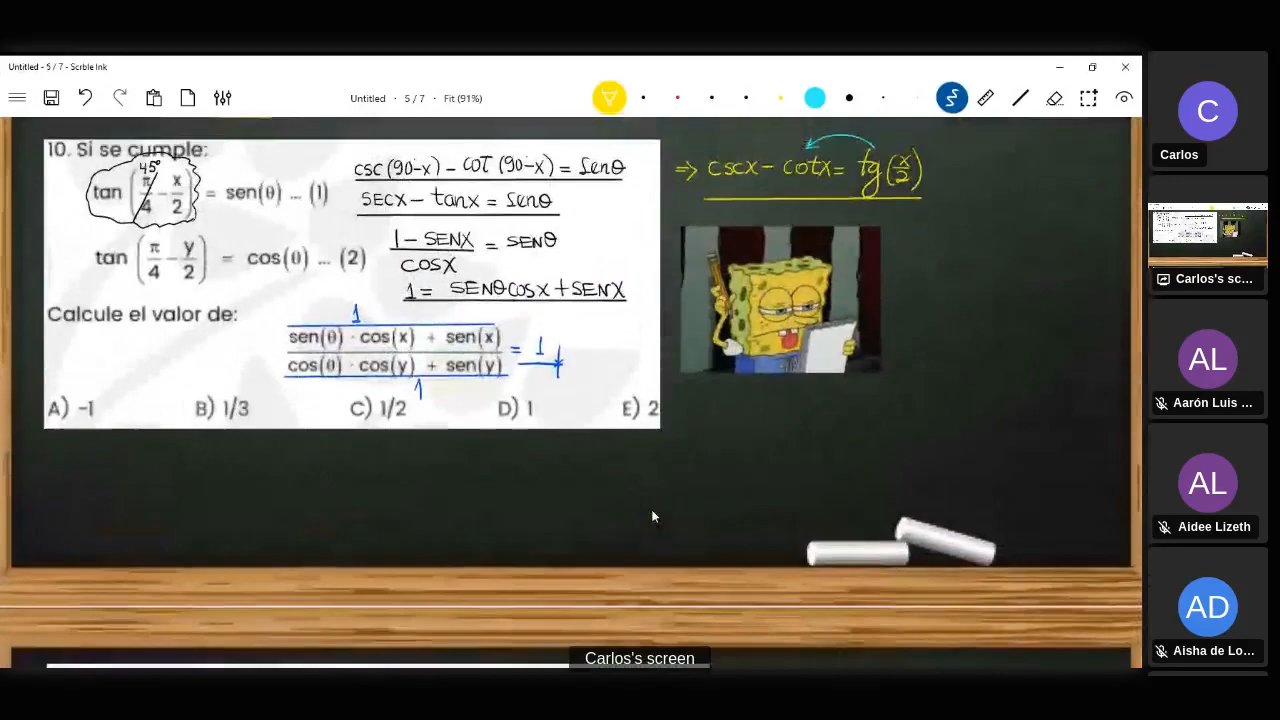 Untitled - 5 / 7 - Scrble Ink
Untitled · 5 / 7 · Fit (91%)
10. Si se cumple:
45°
tan (π/4 − x/2) = sen(θ) ... (1)
tan (π/4 − y/2) = cos(θ) ... (2)
Calcule el valor de:
1
sen(θ) · cos(x) + sen(x)
cos(θ) · cos(y) + sen(y)
= 1
1
A) −1 B) 1/3 C) 1/2 D) 1 E) 2
csc (90-x) − cot (90-x) = senθ
secx − tanx = senθ
1 − senx
cosx
= senθ
1 = senθcosx + senx
⇒ cscx − cotx = tg(x/2)
C
Carlos
Carlos's sc...
AL
Aarón Luis ...
AL
Aidee Lizeth
AD
Aisha de Lo...
Carlos's screen